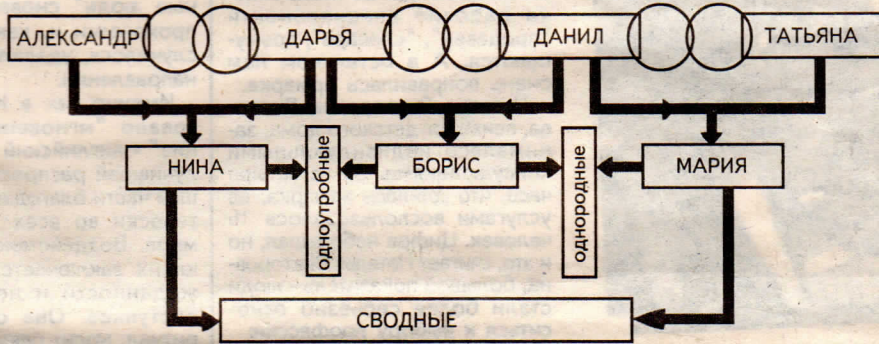 АЛЕКСАНДР ДАРЬЯ ДАНИЛ ТАТЬЯНА
НИНА одноутробные БОРИС однородные МАРИЯ
СВОДНЫЕ